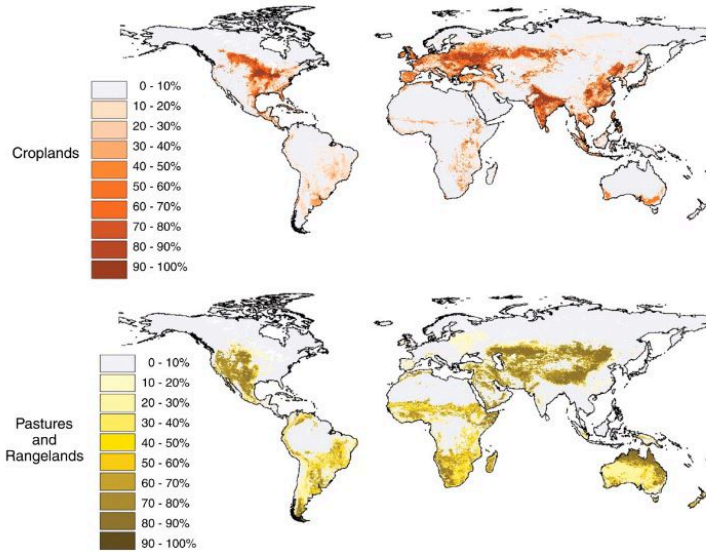 Croplands
0 - 10%
10 - 20%
20 - 30%
30 - 40%
40 - 50%
50 - 60%
60 - 70%
70 - 80%
80 - 90%
90 - 100%
Pastures
and
Rangelands
0 - 10%
10 - 20%
20 - 30%
30 - 40%
40 - 50%
50 - 60%
60 - 70%
70 - 80%
80 - 90%
90 - 100%